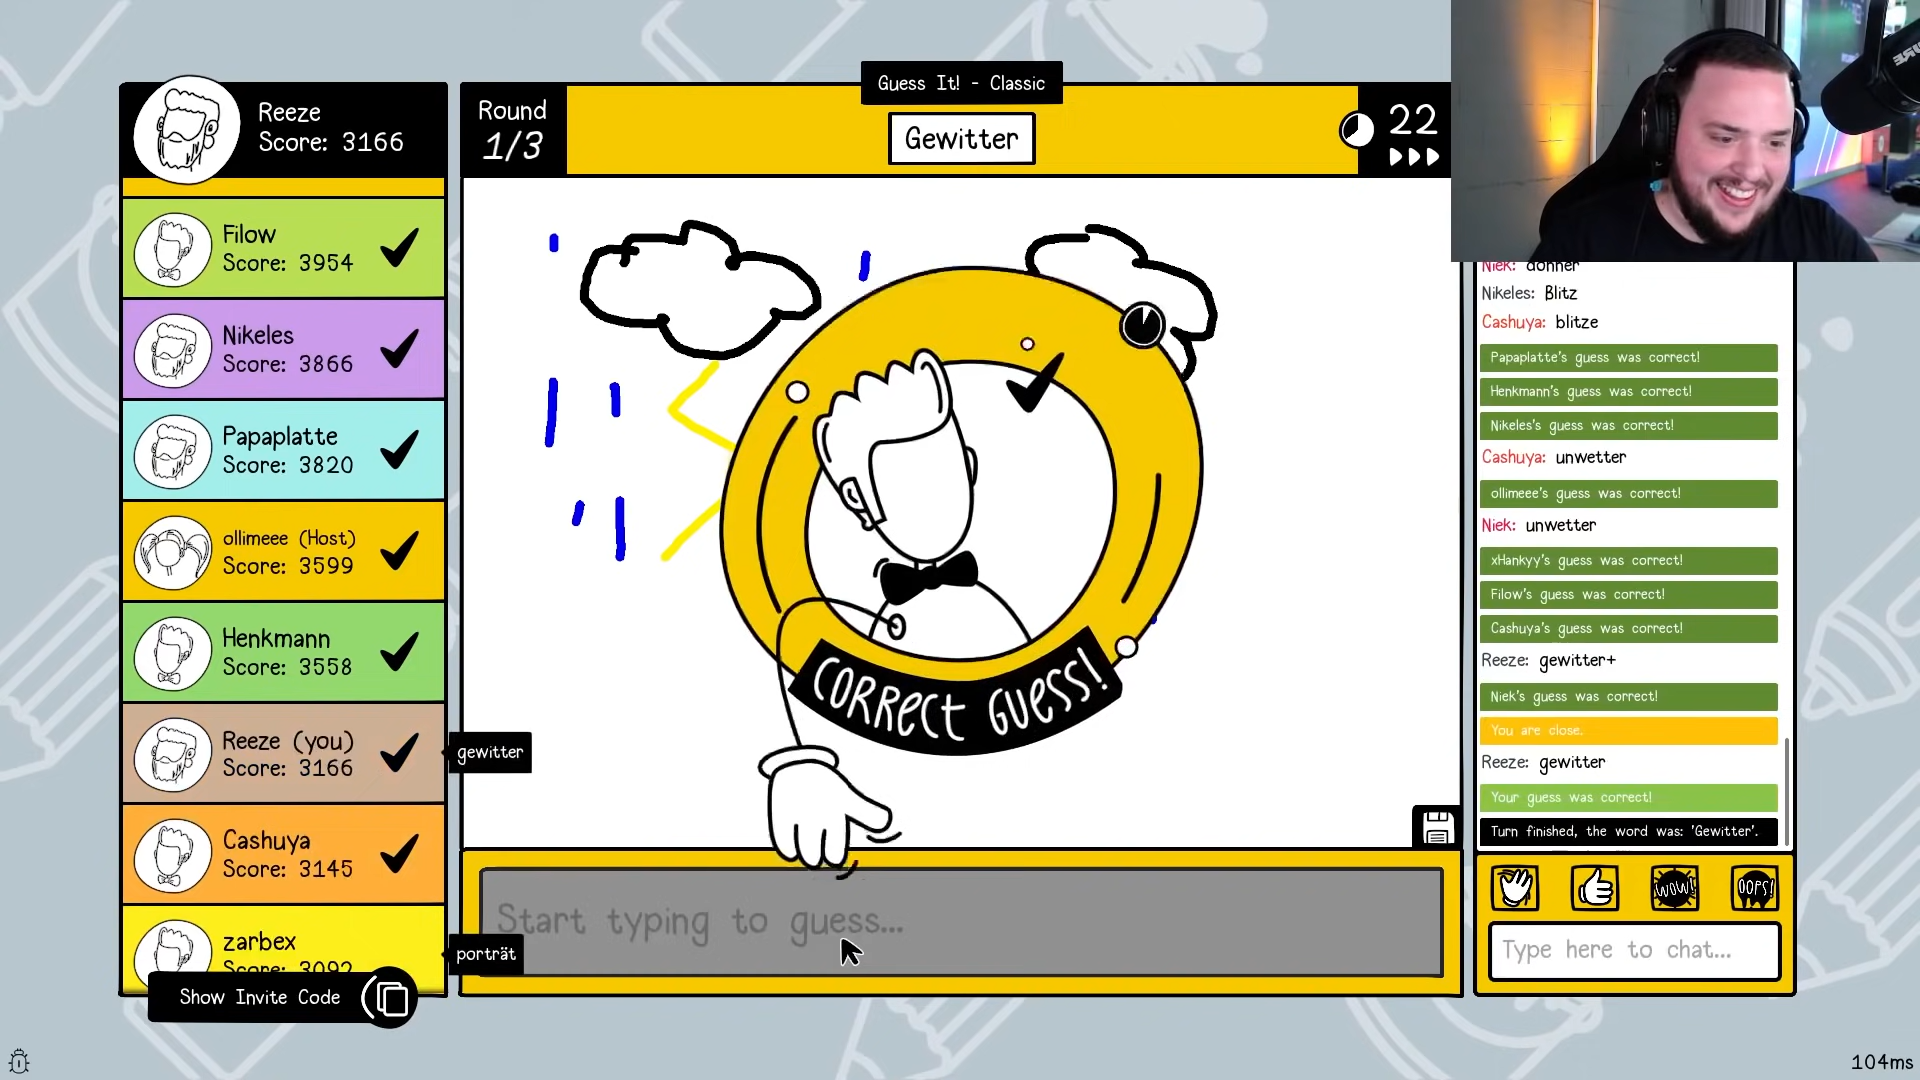 Reeze
Score: 3166
Filow
Score: 3954
Nikeles
Score: 3866
Papaplatte
Score: 3820
ollimeee (Host)
Score: 3599
Henkmann
Score: 3558
Reeze (you)
Score: 3166
Cashuya
Score: 3145
zarbex
Score: 3092
Show Invite Code
gewitter
porträt
Round
1/3
Guess It! - Classic
Gewitter
22
CORRECT GUESS!
Start typing to guess...
Niek: donner
Nikeles: Blitz
Cashuya: blitze
Papaplatte's guess was correct!
Henkmann's guess was correct!
Nikeles's guess was correct!
Cashuya: unwetter
ollimeee's guess was correct!
Niek: unwetter
xHankyy's guess was correct!
Filow's guess was correct!
Cashuya's guess was correct!
Reeze: gewitter+
Niek's guess was correct!
You are close.
Reeze: gewitter
Your guess was correct!
Turn finished, the word was: 'Gewitter'.
WOW!
OOPS!
Type here to chat...
104ms